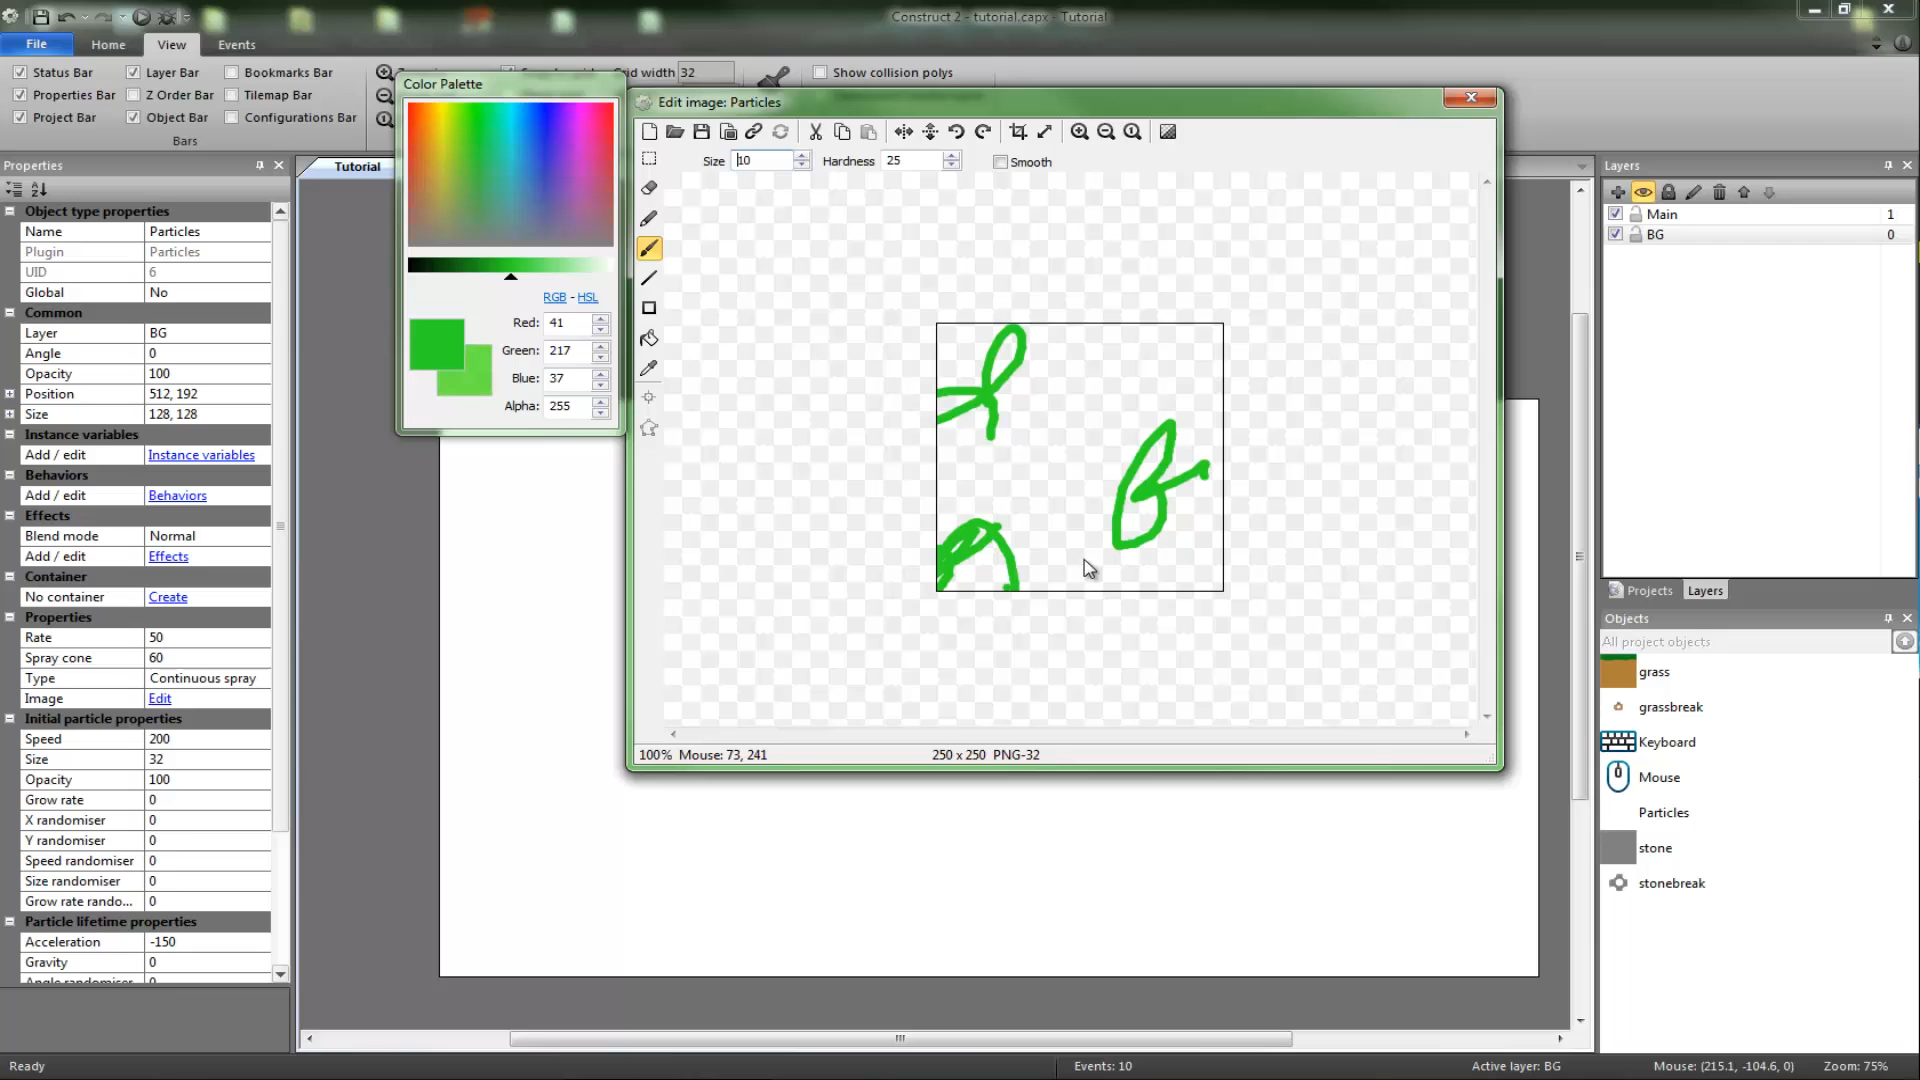 Construct 2 - tutorial.capx - Tutorial
File
Home
View
Events
Status Bar
Layer Bar
Bookmarks Bar
Grid width 32
Show collision polys
Properties Bar
Z Order Bar
Tilemap Bar
Project Bar
Object Bar
Configurations Bar
Bars
Color Palette
RGB - HSL
Red: 41
Green: 217
Blue: 37
Alpha: 255
Edit image: Particles
Size 10
Hardness 25
Smooth
100% Mouse: 73, 241
250 x 250 PNG-32
Tutorial
Properties
Object type properties
Name Particles
Plugin Particles
UID 6
Global No
Common
Layer BG
Angle 0
Opacity 100
Position 512, 192
Size 128, 128
Instance variables
Add / edit Instance variables
Behaviors
Add / edit Behaviors
Effects
Blend mode Normal
Add / edit Effects
Container
No container Create
Properties
Rate 50
Spray cone 60
Type Continuous spray
Image Edit
Initial particle properties
Speed 200
Size 32
Opacity 100
Grow rate 0
X randomiser 0
Y randomiser 0
Speed randomiser 0
Size randomiser 0
Grow rate rando... 0
Particle lifetime properties
Acceleration -150
Gravity 0
Angle randomiser 0
Layers
Main 1
BG 0
Projects
Layers
Objects
All project objects
grass
grassbreak
Keyboard
Mouse
Particles
stone
stonebreak
Ready
Events: 10
Active layer: BG
Mouse: (215.1, -104.6, 0)
Zoom: 75%